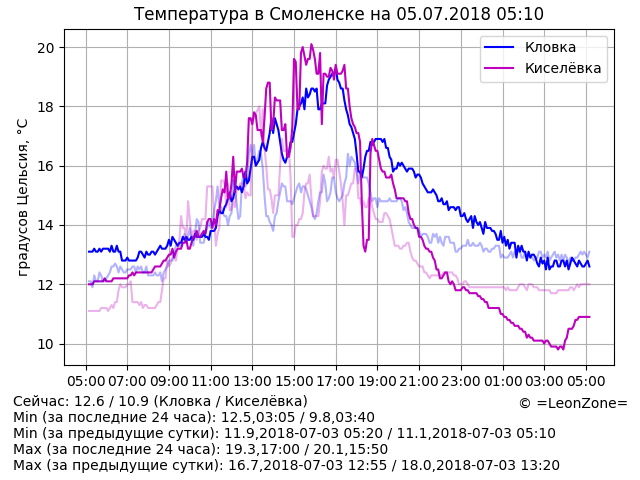 Температура в Смоленске на 05.07.2018 05:10
Кловка
Киселёвка
градусов Цельсия, °C
20
18
16
14
12
10
05:00 07:00 09:00 11:00 13:00 15:00 17:00 19:00 21:00 23:00 01:00 03:00 05:00
Сейчас: 12.6 / 10.9 (Кловка / Киселёвка)
© =LeonZone=
Min (за последние 24 часа): 12.5,03:05 / 9.8,03:40
Min (за предыдущие сутки): 11.9,2018-07-03 05:20 / 11.1,2018-07-03 05:10
Max (за последние 24 часа): 19.3,17:00 / 20.1,15:50
Max (за предыдущие сутки): 16.7,2018-07-03 12:55 / 18.0,2018-07-03 13:20